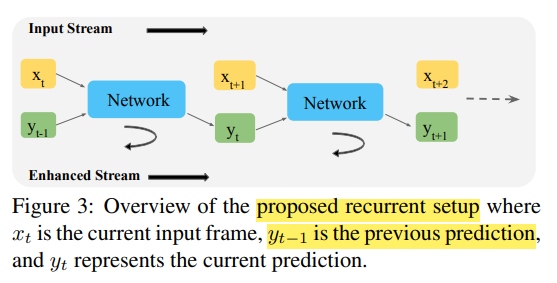 Input Stream
x_t x_{t+1} x_{t+2}
Network Network
y_{t-1} y_t y_{t+1}
Enhanced Stream
Figure 3: Overview of the proposed recurrent setup where
x_t is the current input frame, y_{t−1} is the previous prediction,
and y_t represents the current prediction.